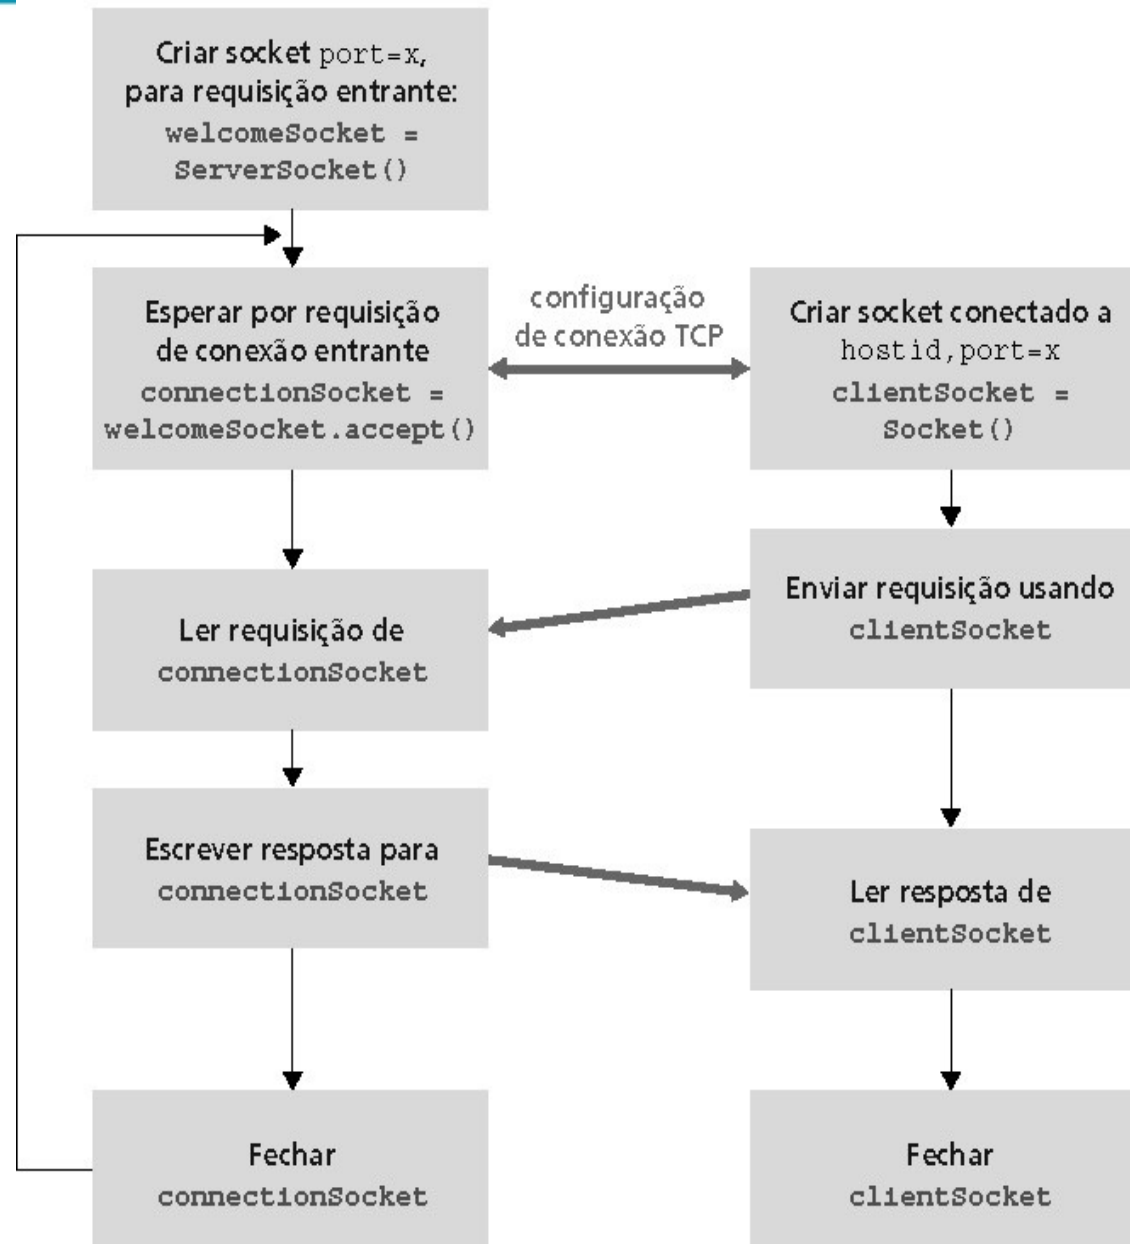 Criar socket port=x,
para requisição entrante:
welcomeSocket =
ServerSocket()
Esperar por requisição
de conexão entrante
connectionSocket =
welcomeSocket.accept()
configuração
de conexão TCP
Criar socket conectado a
hostid,port=x
clientSocket =
Socket()
Enviar requisição usando
clientSocket
Ler requisição de
connectionSocket
Escrever resposta para
connectionSocket
Ler resposta de
clientSocket
Fechar
connectionSocket
Fechar
clientSocket